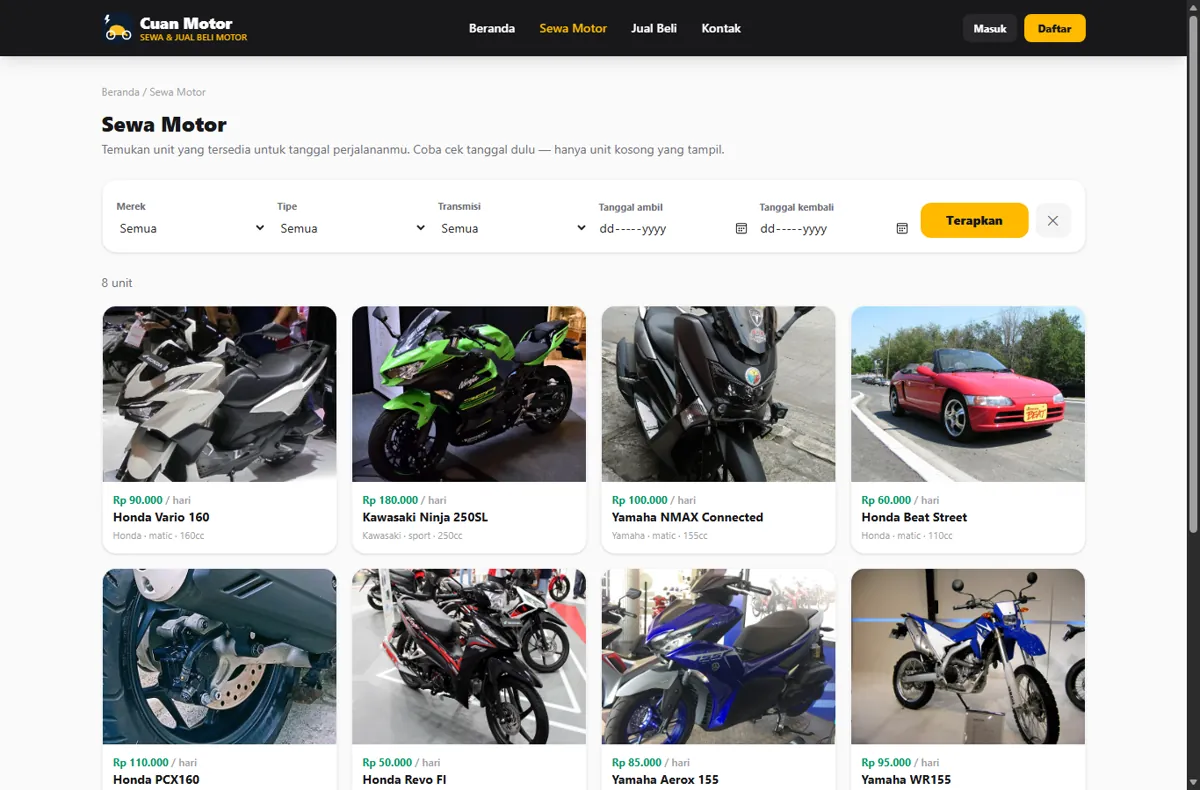 Cuan Motor
SEWA & JUAL BELI MOTOR
Beranda
Sewa Motor
Jual Beli
Kontak
Masuk
Daftar
Beranda / Sewa Motor
Sewa Motor
Temukan unit yang tersedia untuk tanggal perjalananmu. Coba cek tanggal dulu — hanya unit kosong yang tampil.
Merek
Semua
Tipe
Semua
Transmisi
Semua
Tanggal ambil
dd-----yyyy
Tanggal kembali
dd-----yyyy
Terapkan
8 unit
Ninja
BEAT
Rp 90.000 / hari
Honda Vario 160
Honda · matic · 160cc
Rp 180.000 / hari
Kawasaki Ninja 250SL
Kawasaki · sport · 250cc
Rp 100.000 / hari
Yamaha NMAX Connected
Yamaha · matic · 155cc
Rp 60.000 / hari
Honda Beat Street
Honda · matic · 110cc
Rp 110.000 / hari
Honda PCX160
Rp 50.000 / hari
Honda Revo FI
Rp 85.000 / hari
Yamaha Aerox 155
Rp 95.000 / hari
Yamaha WR155